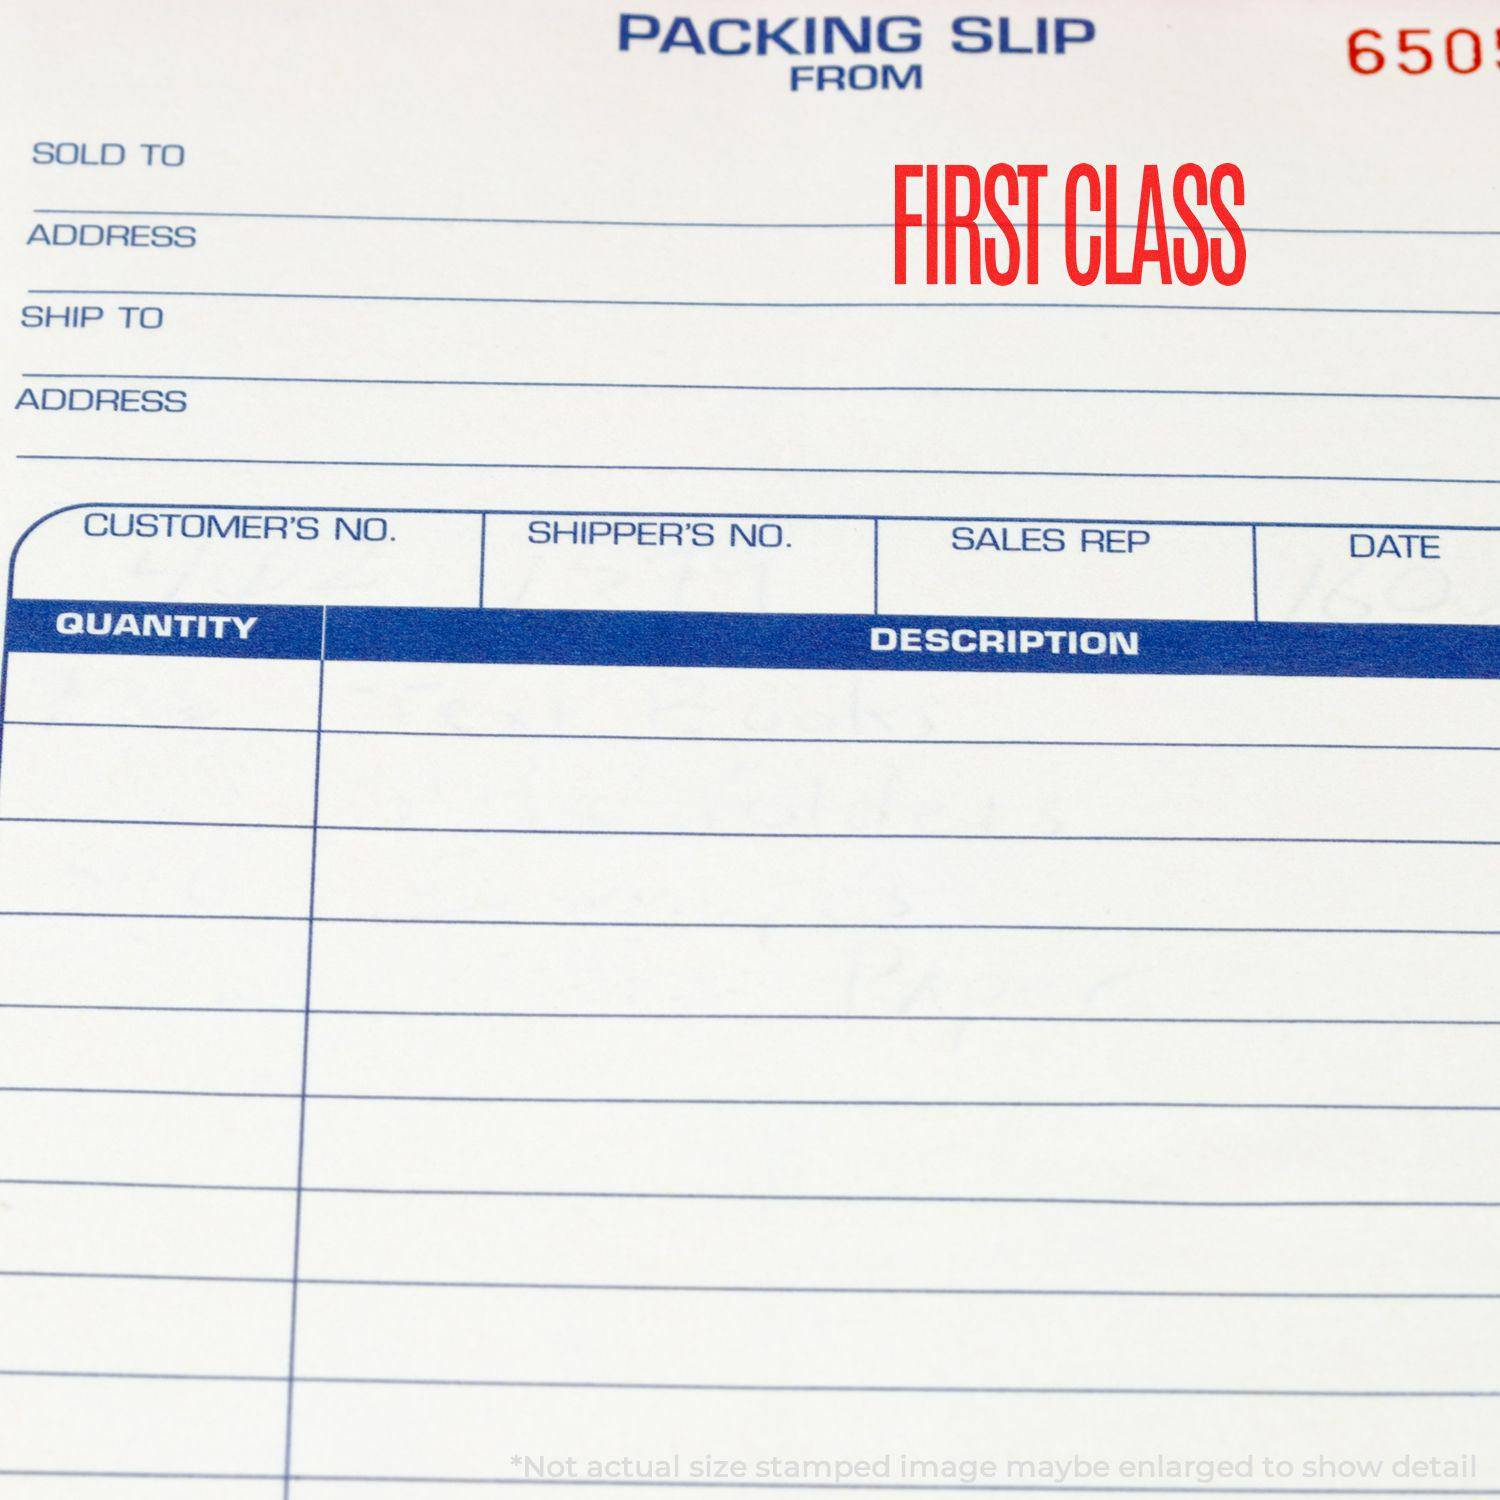 PACKING SLIP
FROM
650
SOLD TO
FIRST CLASS
ADDRESS
SHIP TO
ADDRESS
CUSTOMER'S NO. SHIPPER'S NO. SALES REP DATE
QUANTITY DESCRIPTION
*Not actual size stamped image maybe enlarged to show detail